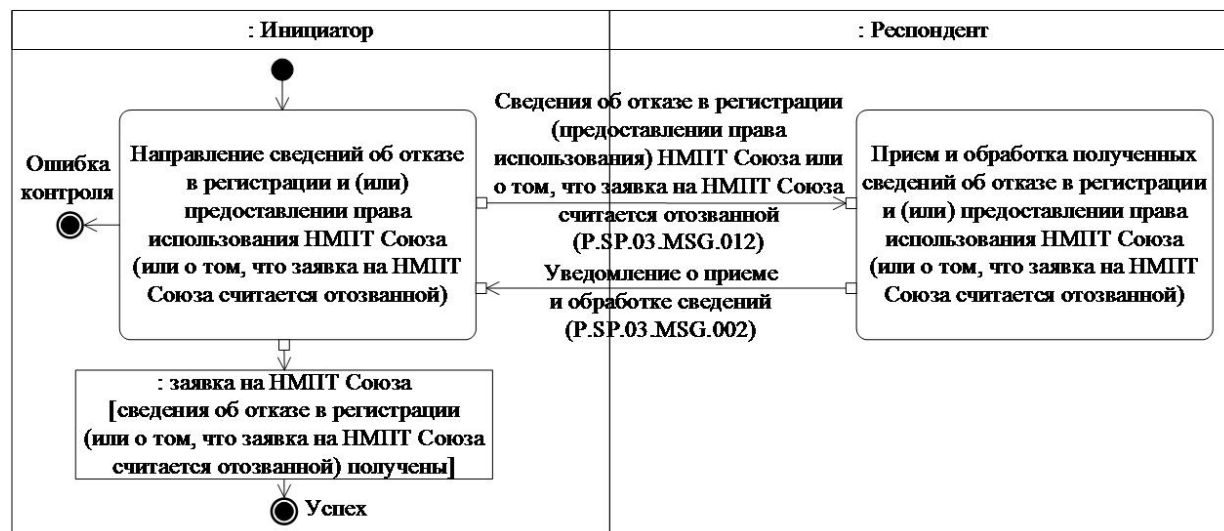 : Инициатор
: Респондент
Ошибка
контроля
Направление сведений об отказе
в регистрации и (или)
предоставлении права
использования НМПТ Союза
(или о том, что заявка на НМПТ
Союза считается отозванной)
Сведения об отказе в регистрации
(предоставлении права
использования) НМПТ Союза или
о том, что заявка на НМПТ Союза
считается отозванной
(P.SP.03.MSG.012)
Уведомление о приеме
и обработке сведений
(P.SP.03.MSG.002)
Прием и обработка полученных
сведений об отказе в регистрации
и (или) предоставлении права
использования НМПТ Союза
(или о том, что заявка на НМПТ
Союза считается отозванной)
: заявка на НМПТ Союза
[сведения об отказе в регистрации
(или о том, что заявка на НМПТ Союза
считается отозванной) получены]
Успех